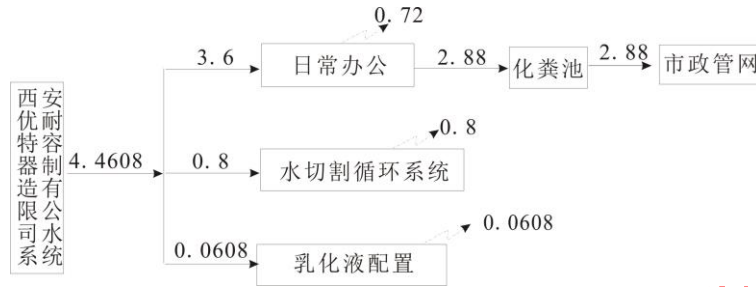 0.72
3.6
日常办公
2.88
化粪池
2.88
市政管网
西安
优耐
特容
器制
造有
限公
司水
系统
4.4608
0.8
0.8
水切割循环系统
0.0608
0.0608
乳化液配置